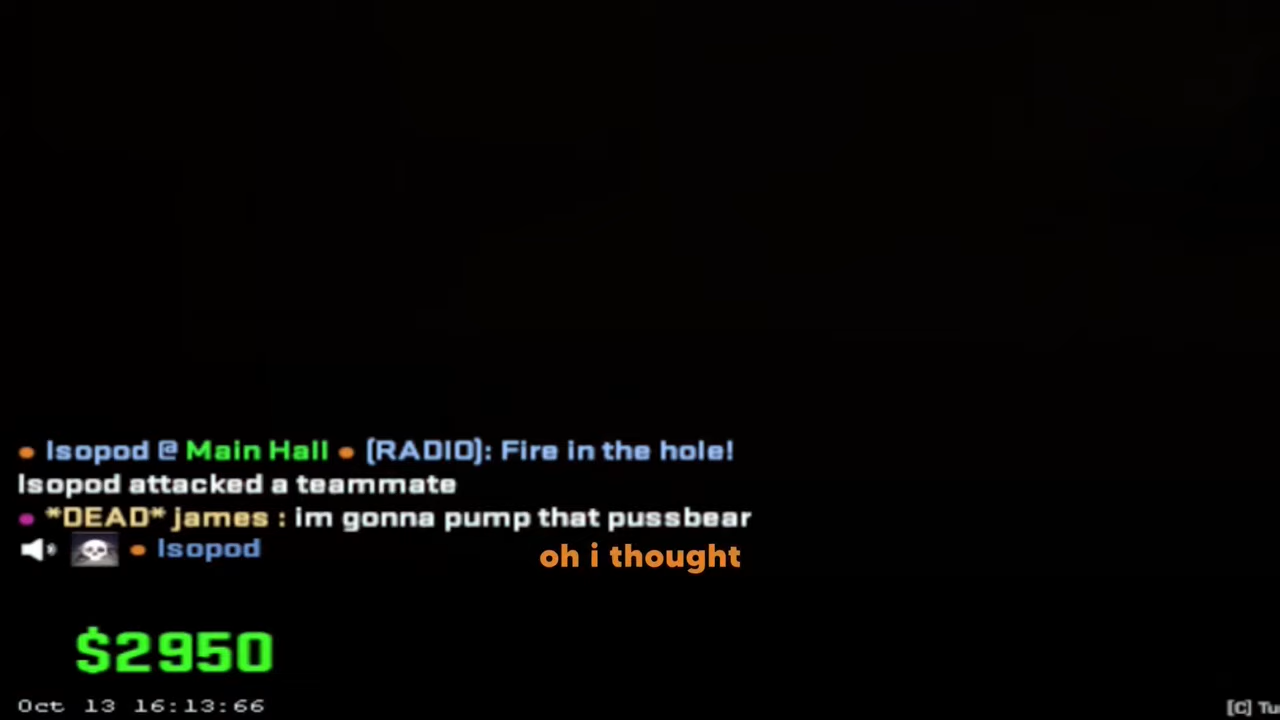 Isopod @ Main Hall • (RADIO): Fire in the hole!
Isopod attacked a teammate
*DEAD* james : im gonna pump that pussbear
Isopod
oh i thought
$2950
Oct 13 16:13:66
[C]